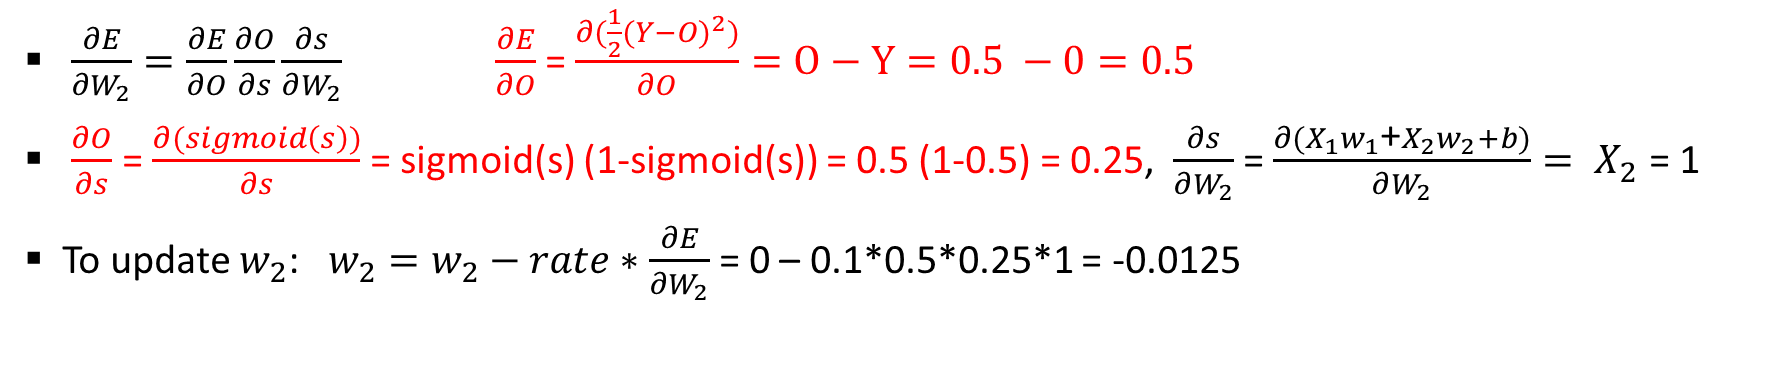 ▪ ∂E/∂W₂ = ∂E/∂O ∂O/∂s ∂s/∂W₂ ∂E/∂O = ∂(½(Y−O)²)/∂O = O − Y = 0.5 − 0 = 0.5
▪ ∂O/∂s = ∂(sigmoid(s))/∂s = sigmoid(s) (1-sigmoid(s)) = 0.5 (1-0.5) = 0.25, ∂s/∂W₂ = ∂(X₁w₁+X₂w₂+b)/∂W₂ = X₂ = 1
▪ To update w₂: w₂ = w₂ − rate ∗ ∂E/∂W₂ = 0 – 0.1*0.5*0.25*1 = -0.0125